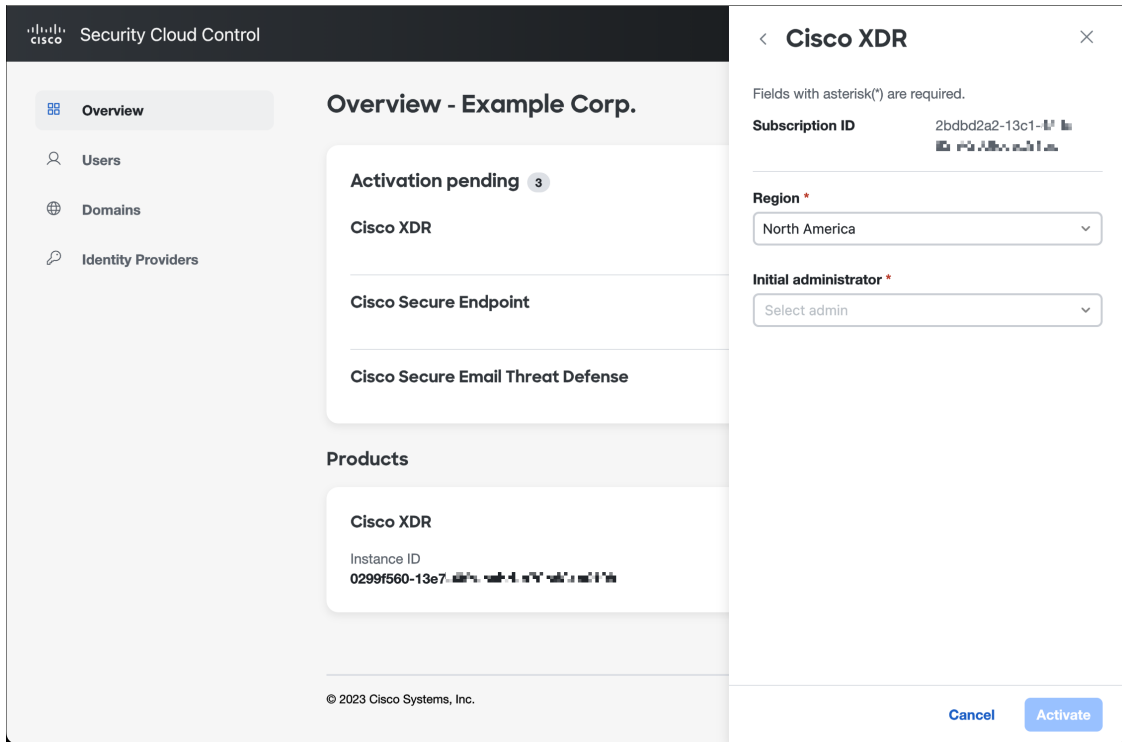 CISCO
Security Cloud Control
Overview
Users
Domains
Identity Providers
Overview - Example Corp.
Activation pending 3
Cisco XDR
Cisco Secure Endpoint
Cisco Secure Email Threat Defense
Products
Cisco XDR
Instance ID
0299f560-13e7
© 2023 Cisco Systems, Inc.
Cisco XDR
Fields with asterisk(*) are required.
Subscription ID 2bdbd2a2-13c1-
Region *
North America
Initial administrator *
Select admin
Cancel Activate